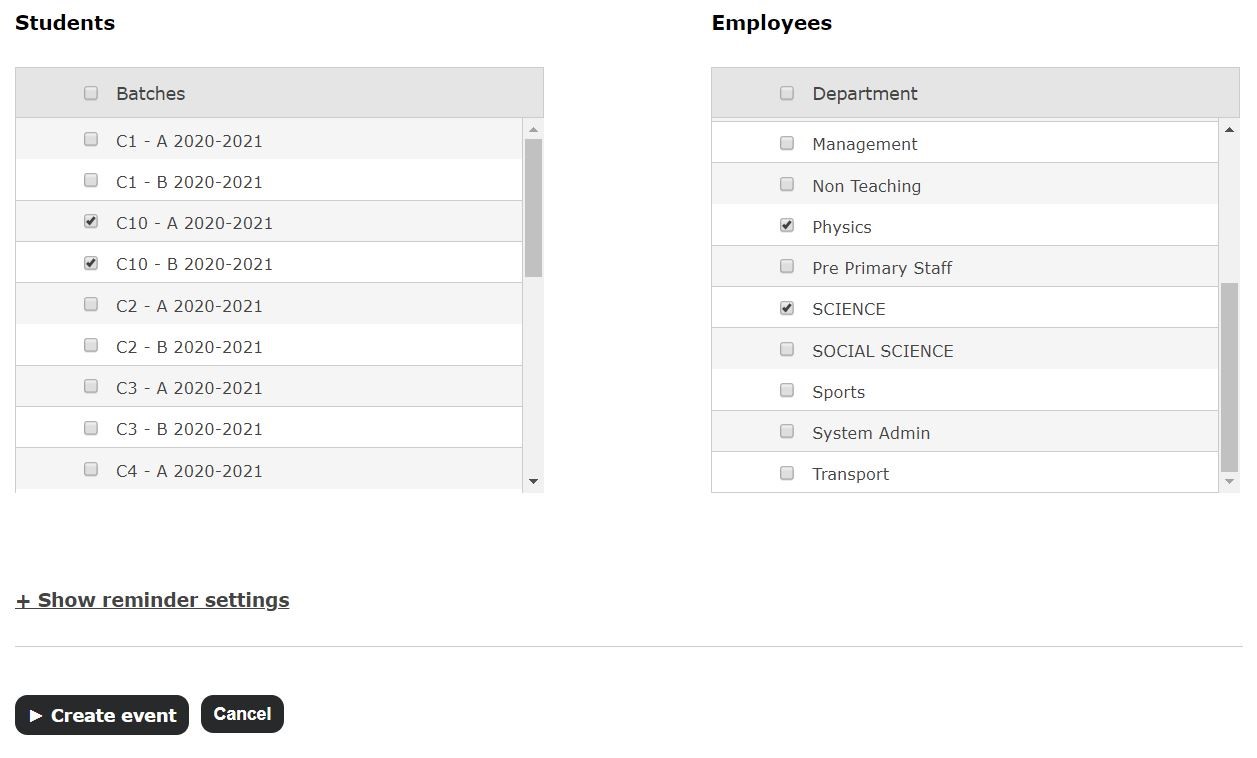 Students
Batches
C1 - A 2020-2021
C1 - B 2020-2021
C10 - A 2020-2021
C10 - B 2020-2021
C2 - A 2020-2021
C2 - B 2020-2021
C3 - A 2020-2021
C3 - B 2020-2021
C4 - A 2020-2021
Employees
Department
Management
Non Teaching
Physics
Pre Primary Staff
SCIENCE
SOCIAL SCIENCE
Sports
System Admin
Transport
+ Show reminder settings
Create event
Cancel